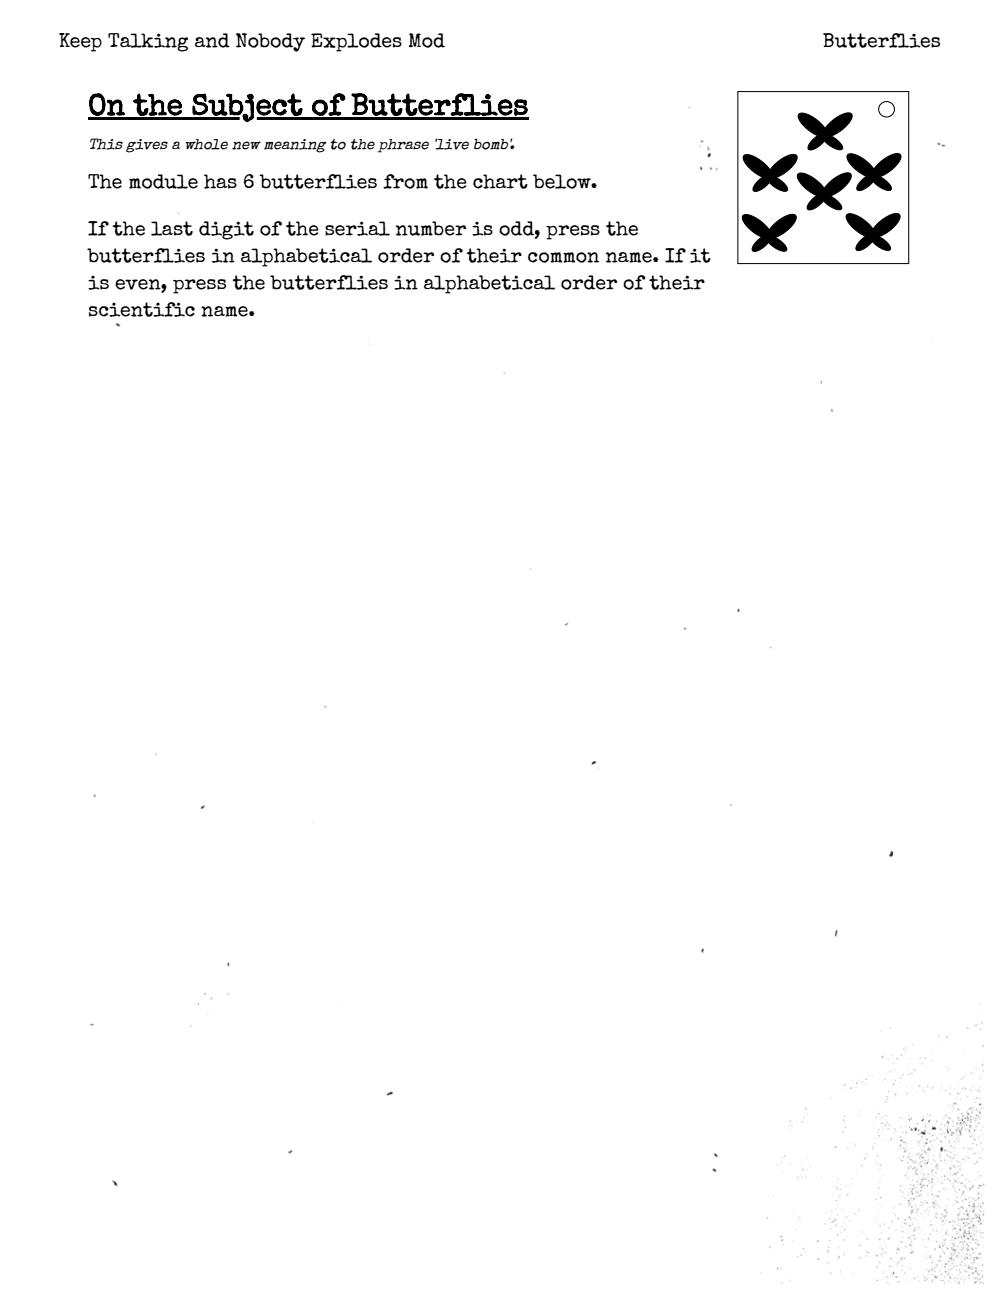 Keep Talking and Nobody Explodes Mod
Butterflies
On the Subject of Butterflies
This gives a whole new meaning to the phrase 'live bomb'.
The module has 6 butterflies from the chart below.
If the last digit of the serial number is odd, press the
butterflies in alphabetical order of their common name. If it
is even, press the butterflies in alphabetical order of their
scientific name.